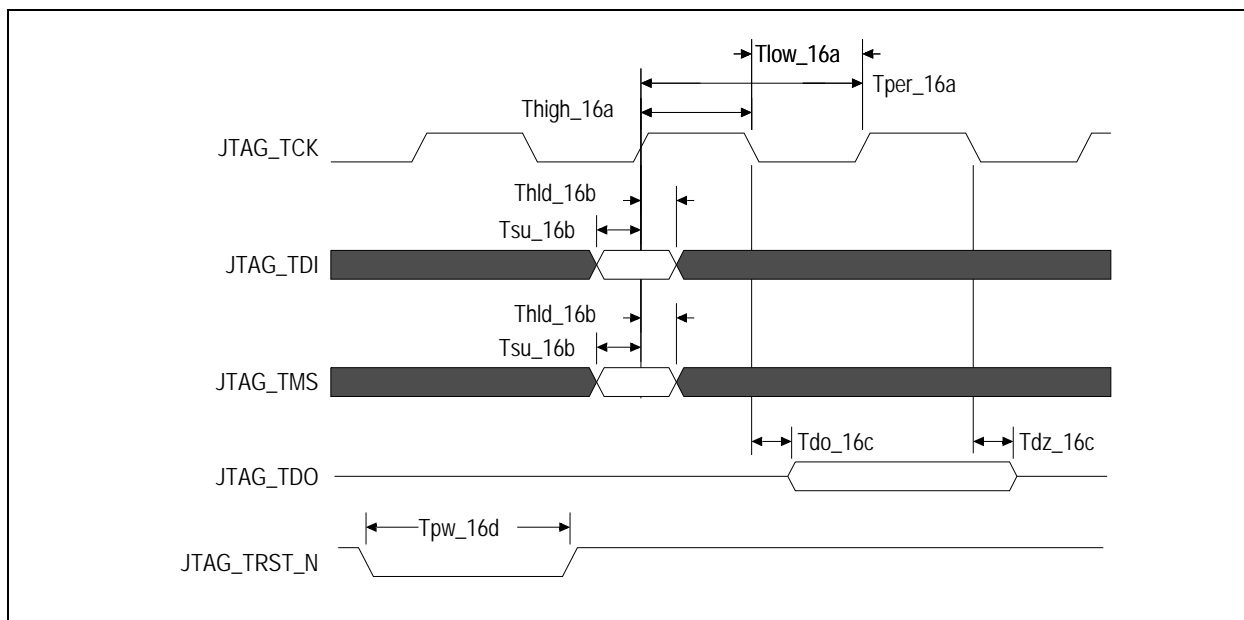 Tlow_16a
Tper_16a
Thigh_16a
JTAG_TCK
Thld_16b
Tsu_16b
JTAG_TDI
Thld_16b
Tsu_16b
JTAG_TMS
Tdo_16c
Tdz_16c
JTAG_TDO
Tpw_16d
JTAG_TRST_N